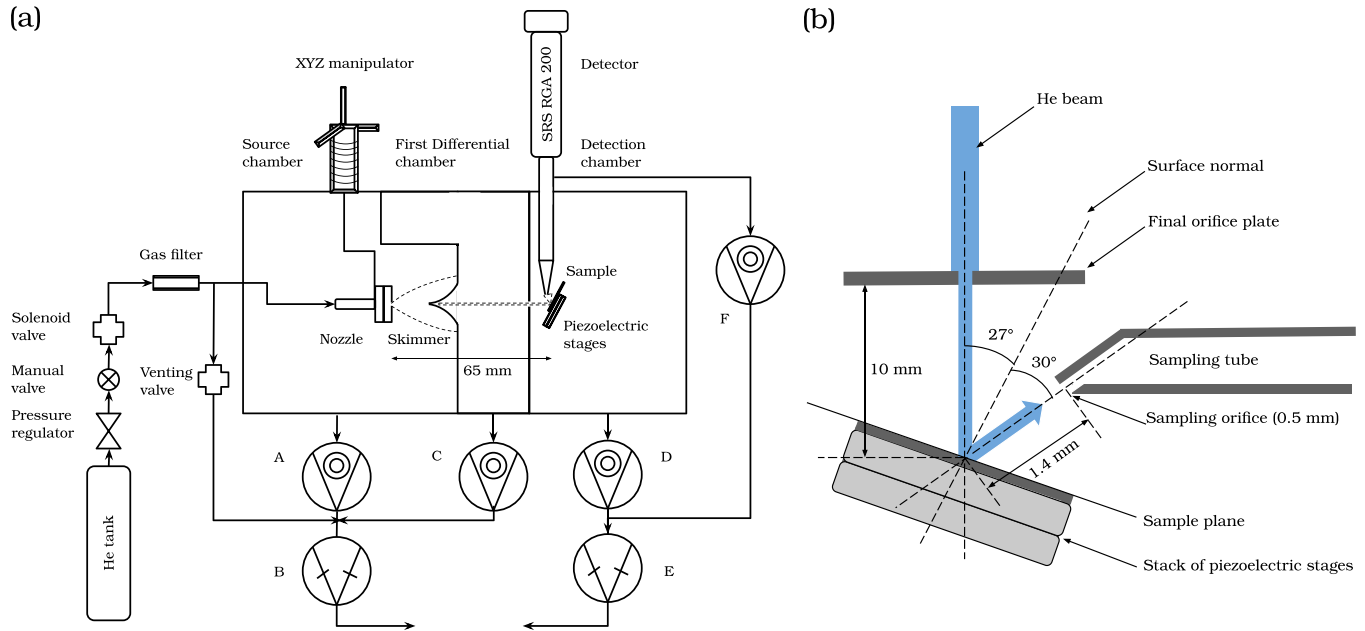 (a)
XYZ manipulator
SRS RGA 200
Detector
Source
chamber
First Differential
chamber
Detection
chamber
Gas filter
Nozzle
Skimmer
Sample
Piezoelectric
stages
65 mm
F
Solenoid
valve
Manual
valve
Venting
valve
Pressure
regulator
He tank
A
C
D
B
E
(b)
He beam
Surface normal
Final orifice plate
27°
30°
10 mm
Sampling tube
Sampling orifice (0.5 mm)
1.4 mm
Sample plane
Stack of piezoelectric stages